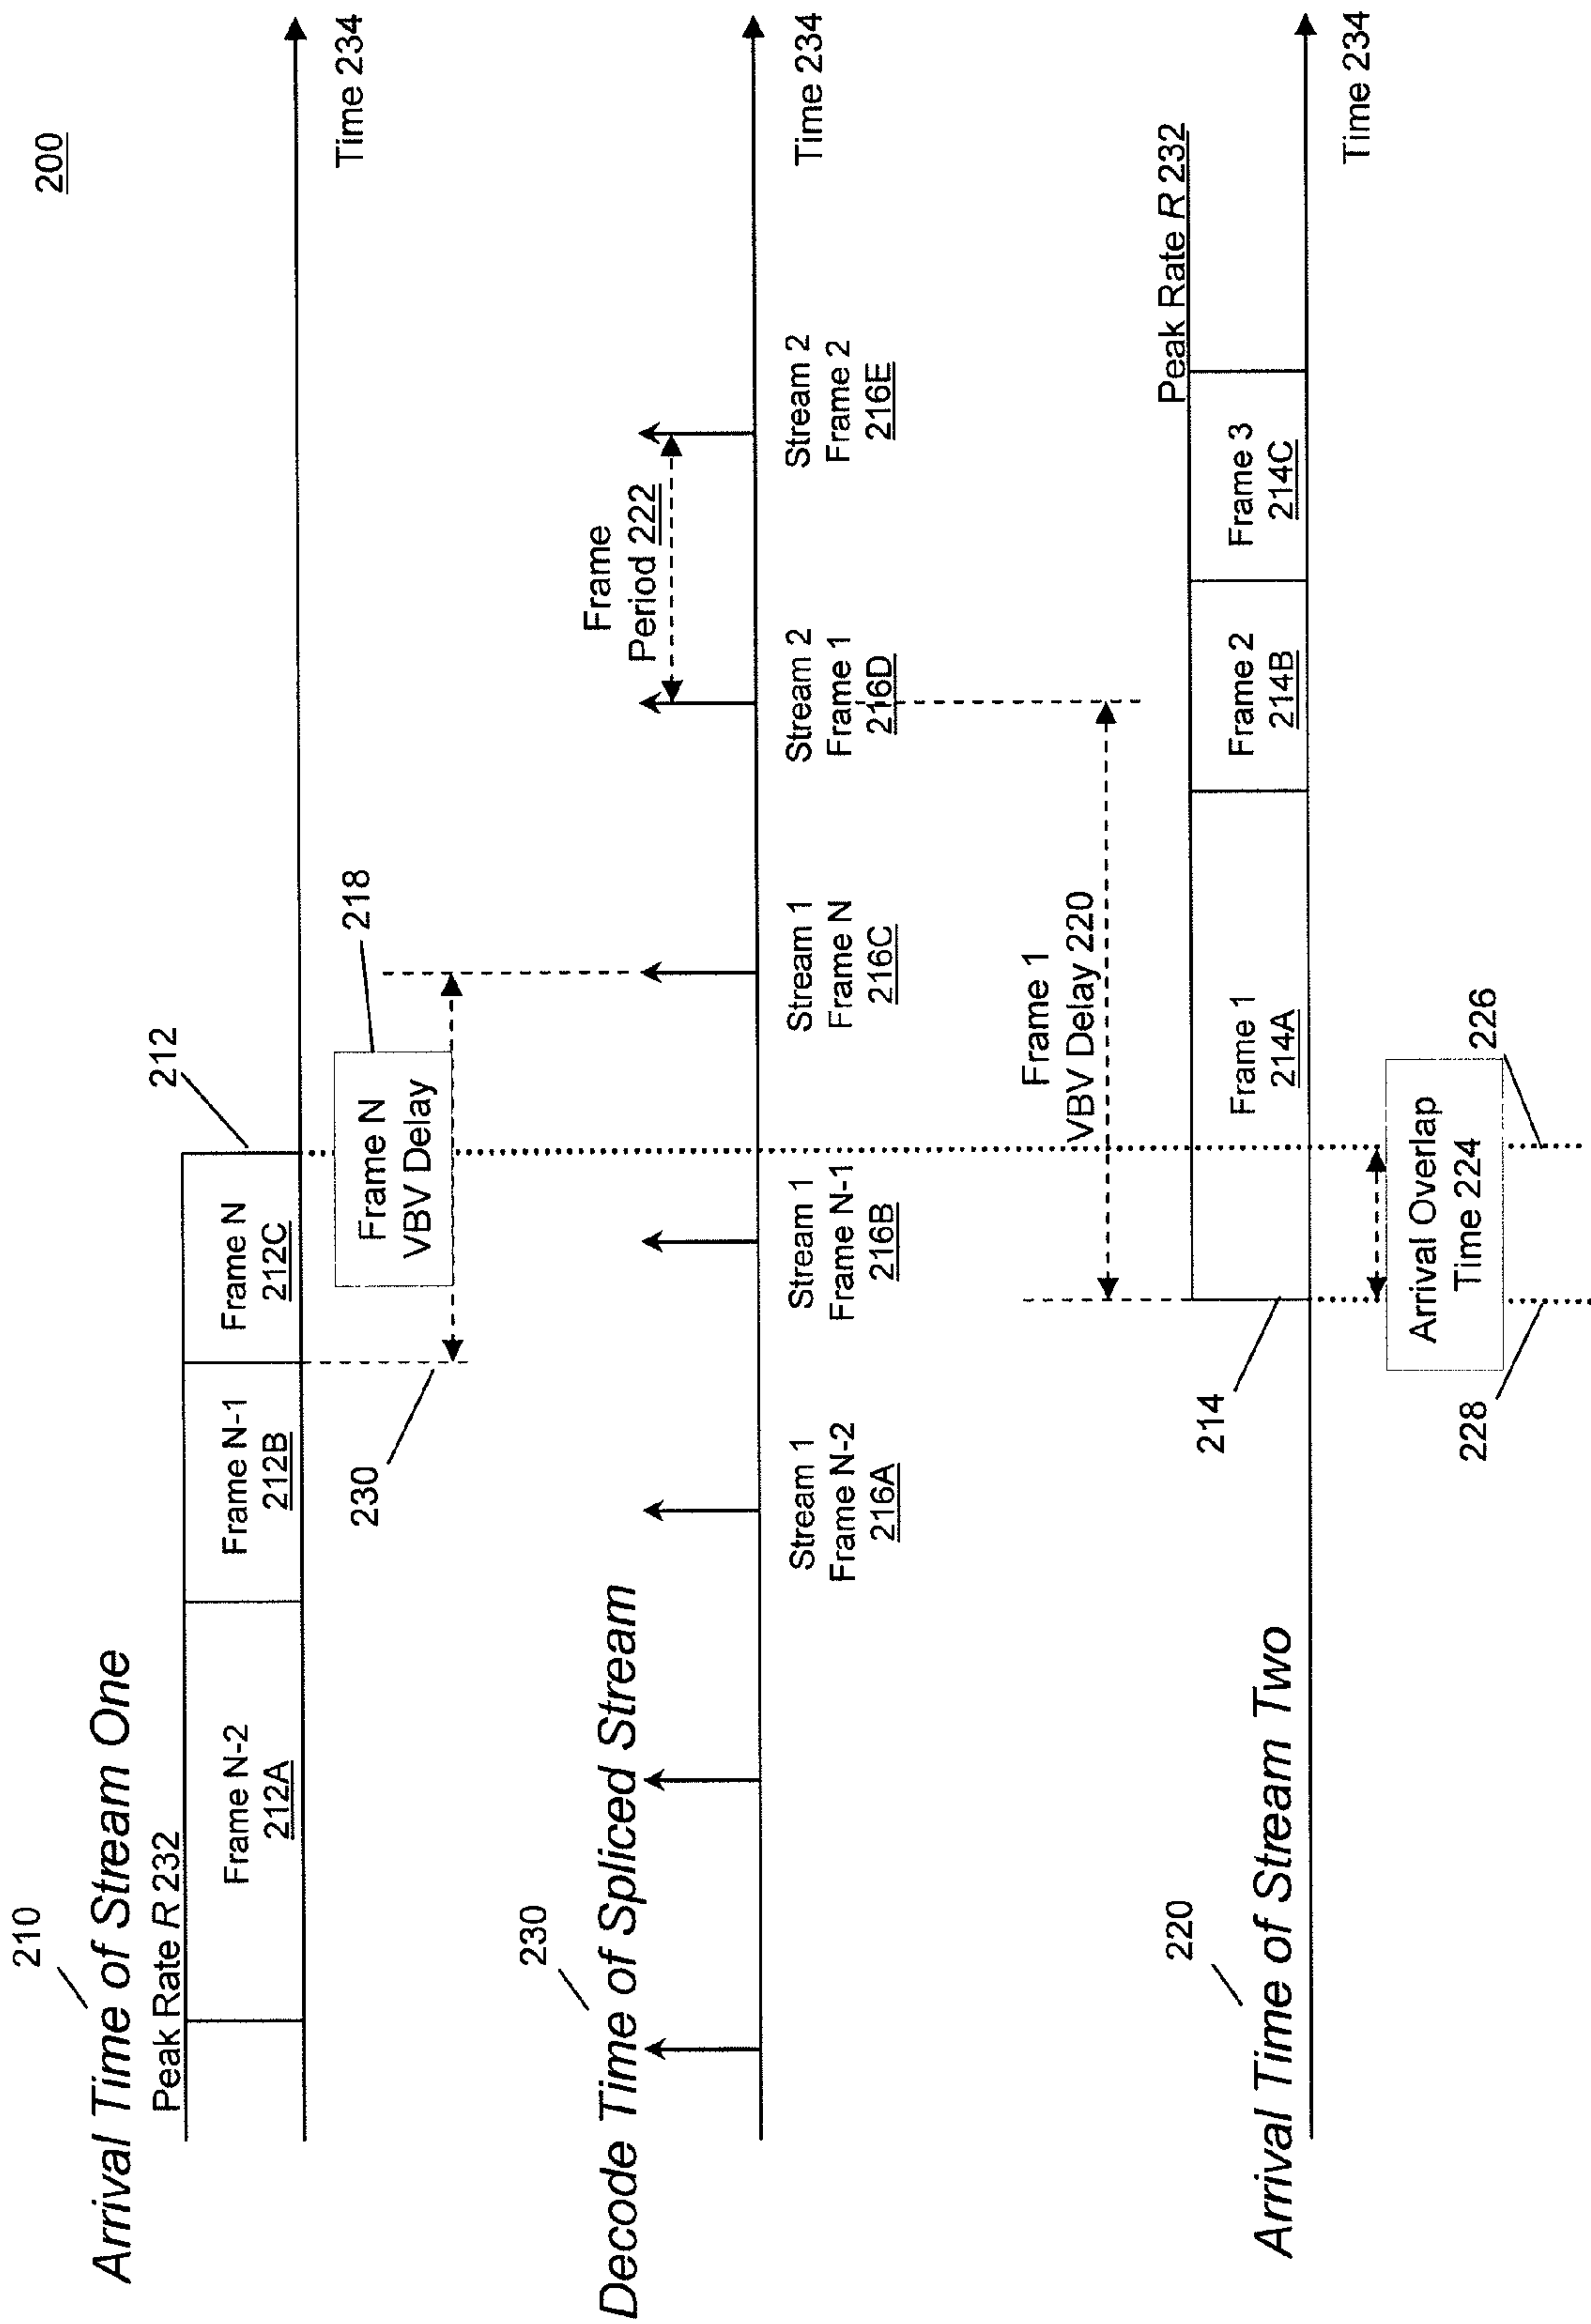 200
210
Arrival Time of Stream One
Peak Rate R 232
Frame N-2
212A
Frame N-1
212B
Frame N
212C
212
Time 234
230
Frame N
VBV Delay
218
230
Decode Time of Spliced Stream
Frame
Period 222
Time 234
Stream 1
Frame N-2
216A
Stream 1
Frame N-1
216B
Stream 1
Frame N
216C
Stream 2
Frame 1
216D
Stream 2
Frame 2
216E
Frame 1
VBV Delay 220
220
Arrival Time of Stream Two
Peak Rate R 232
214
Frame 1
214A
Frame 2
214B
Frame 3
214C
Time 234
Arrival Overlap
Time 224
228
226